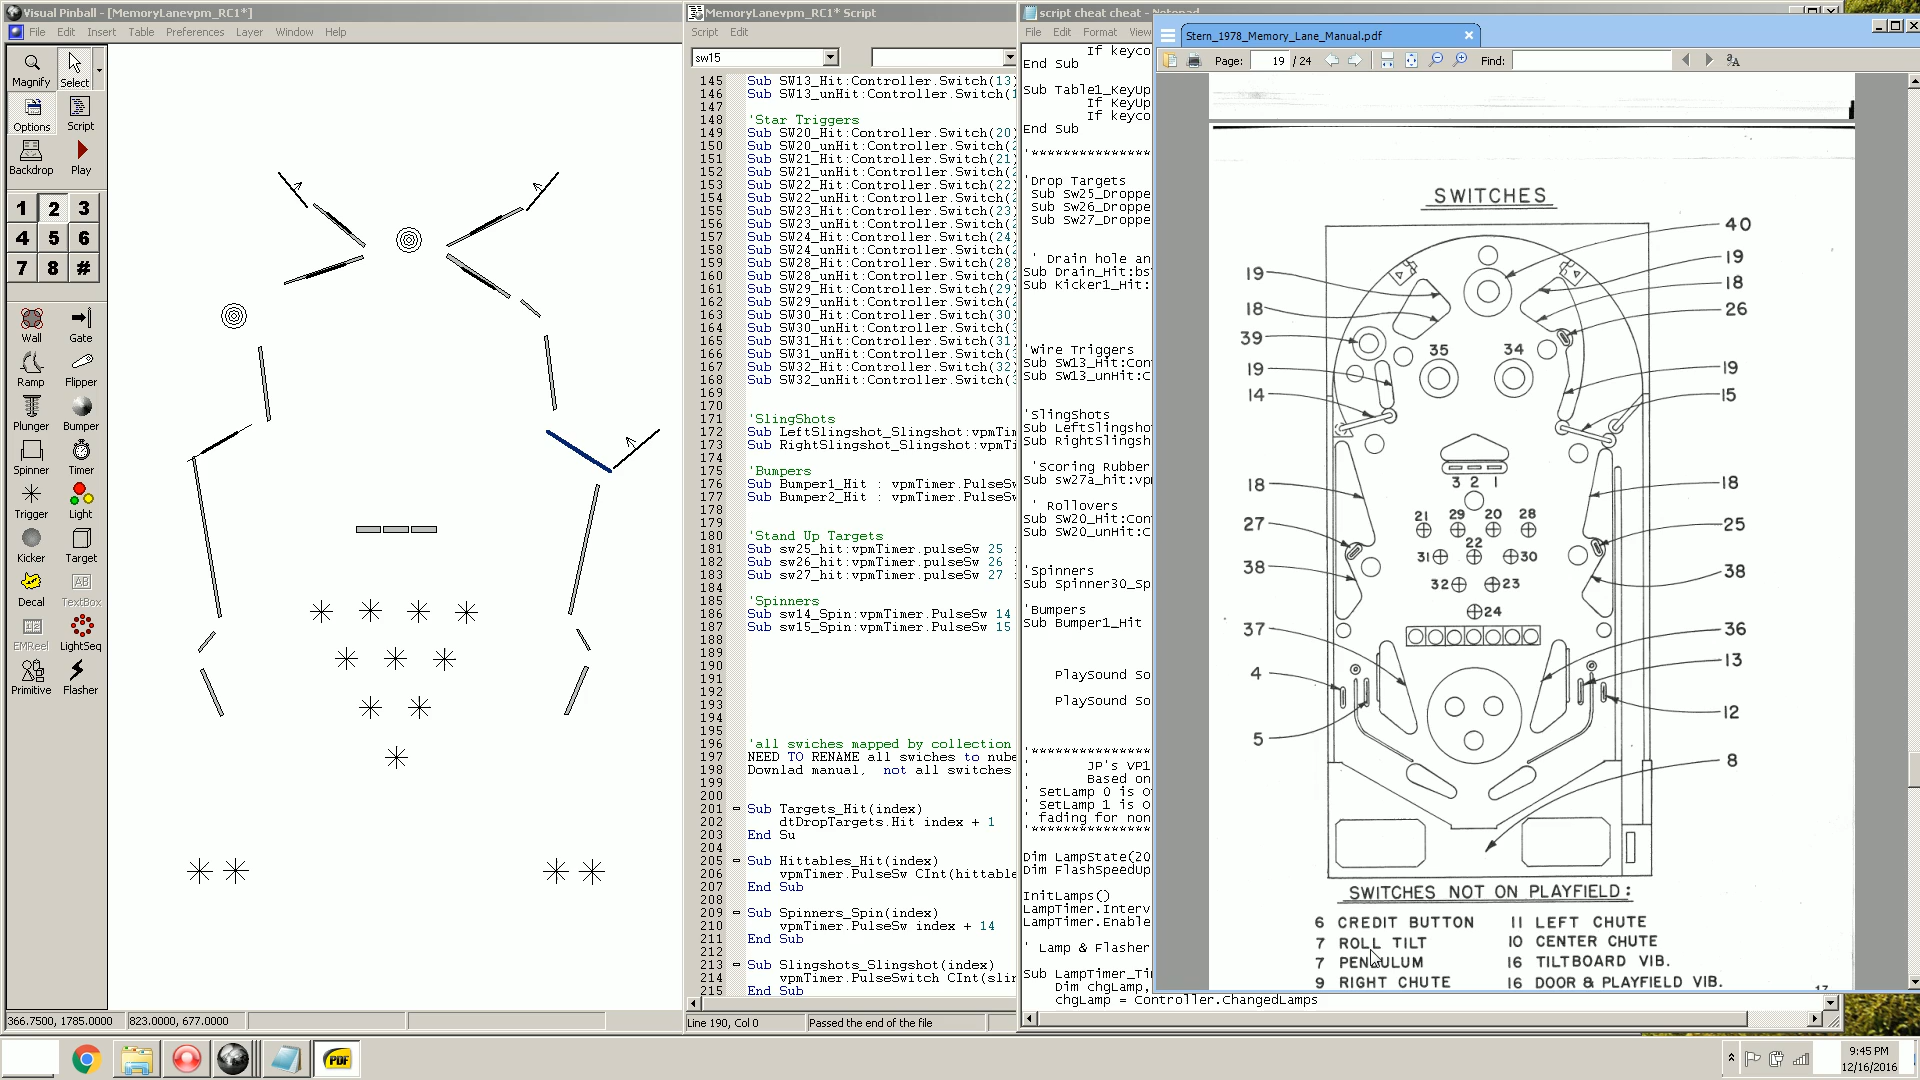 Visual Pinball - [MemoryLanevpm_RC1*]
File Edit Insert Table Preferences Layer Window Help
Magnify Select
Options Script
Backdrop Play
1 2 3
4 5 6
7 8 #
Wall Gate
Ramp Flipper
Plunger Bumper
Spinner Timer
Trigger Light
Kicker Target
Decal TextBox
EMReel LightSeq
Primitive Flasher
366.7500, 1785.0000 823.0000, 677.0000
MemoryLanevpm_RC1* Script
Script Edit
sw15
145 Sub SW13_Hit:Controller.Switch(13)
146 Sub SW13_unHit:Controller.Switch(1
147
148 'Star Triggers
149 Sub SW20_Hit:Controller.Switch(20)
150 Sub SW20_unHit:Controller.Switch(2
151 Sub SW21_Hit:Controller.Switch(21)
152 Sub SW21_unHit:Controller.Switch(2
153 Sub SW22_Hit:Controller.Switch(22)
154 Sub SW22_unHit:Controller.Switch(2
155 Sub SW23_Hit:Controller.Switch(23)
156 Sub SW23_unHit:Controller.Switch(2
157 Sub SW24_Hit:Controller.Switch(24)
158 Sub SW24_unHit:Controller.Switch(2
159 Sub SW28_Hit:Controller.Switch(28)
160 Sub SW28_unHit:Controller.Switch(2
161 Sub SW29_Hit:Controller.Switch(29)
162 Sub SW29_unHit:Controller.Switch(2
163 Sub SW30_Hit:Controller.Switch(30)
164 Sub SW30_unHit:Controller.Switch(3
165 Sub SW31_Hit:Controller.Switch(31)
166 Sub SW31_unHit:Controller.Switch(3
167 Sub SW32_Hit:Controller.Switch(32)
168 Sub SW32_unHit:Controller.Switch(3
169
170
171 'SlingShots
172 Sub LeftSlingshot_Slingshot:vpmTi
173 Sub RightSlingshot_Slingshot:vpmT
174
175 'Bumpers
176 Sub Bumper1_Hit : vpmTimer.PulseSw
177 Sub Bumper2_Hit : vpmTimer.PulseSw
178
179
180 'Stand Up Targets
181 Sub sw25_hit:vpmTimer.pulseSw 25 :
182 Sub sw26_hit:vpmTimer.pulseSw 26 :
183 Sub sw27_hit:vpmTimer.pulseSw 27 :
184
185 'Spinners
186 Sub sw14_Spin:vpmTimer.PulseSw 14
187 Sub sw15_Spin:vpmTimer.PulseSw 15
188
189
190
191
192
193
194
195
196 'all swiches mapped by collection
197 NEED TO RENAME all swiches to nube
198 Downlad manual, not all switches
199
200
201 Sub Targets_Hit(index)
202 dtDropTargets.Hit index + 1
203 End Su
204
205 Sub Hittables_Hit(index)
206 vpmTimer.PulseSw CInt(hittable
207 End Sub
208
209 Sub Spinners_Spin(index)
210 vpmTimer.PulseSw index + 14
211 End Sub
212
213 Sub Slingshots_Slingshot(index)
214 vpmTimer.PulseSwitch CInt(slin
215 End Sub
Line 190, Col 0 Passed the end of the file
script cheat cheat - Notepad
File Edit Format View
If keyco
End Sub
Sub Table1_KeyUp
If KeyUp
If keyco
End Sub
'****************
'Drop Targets
Sub Sw25_Droppe
Sub Sw26_Droppe
Sub Sw27_Droppe
' Drain hole an
Sub Drain_Hit:bs
Sub Kicker1_Hit:
'Wire Triggers
Sub SW13_Hit:Con
Sub SW13_unHit:C
'SlingShots
Sub LeftSlingsho
Sub RightSlingsh
'Scoring Rubber
Sub sw27a_hit:vp
' Rollovers
Sub SW20_Hit:Con
Sub SW20_unHit:C
'Spinners
Sub Spinner30_Sp
'Bumpers
Sub Bumper1_Hit
PlaySound So
PlaySound So
'****************
' JP's VP1
' Based on
' SetLamp 0 is O
' SetLamp 1 is O
' fading for non
'****************
Dim LampState(20
Dim FlashSpeedUp
InitLamps()
LampTimer.Interv
LampTimer.Enable
' Lamp & Flasher
Sub LampTimer_Ti
Dim chgLamp,
chgLamp = Controller.ChangedLamps
Stern_1978_Memory_Lane_Manual.pdf
Page: 19 / 24 Find:
SWITCHES
40
19 19
18 18
26
39 35 34
19 19
14 15
3 2 1
18 18
21 29 20 28
27 25
22
31 30
38 38
32 23
24
37 36
13
4
12
5
8
SWITCHES NOT ON PLAYFIELD:
6 CREDIT BUTTON 11 LEFT CHUTE
7 ROLL TILT 10 CENTER CHUTE
7 PENDULUM 16 TILTBOARD VIB.
9 RIGHT CHUTE 16 DOOR & PLAYFIELD VIB.
PDF
9:45 PM
12/16/2016